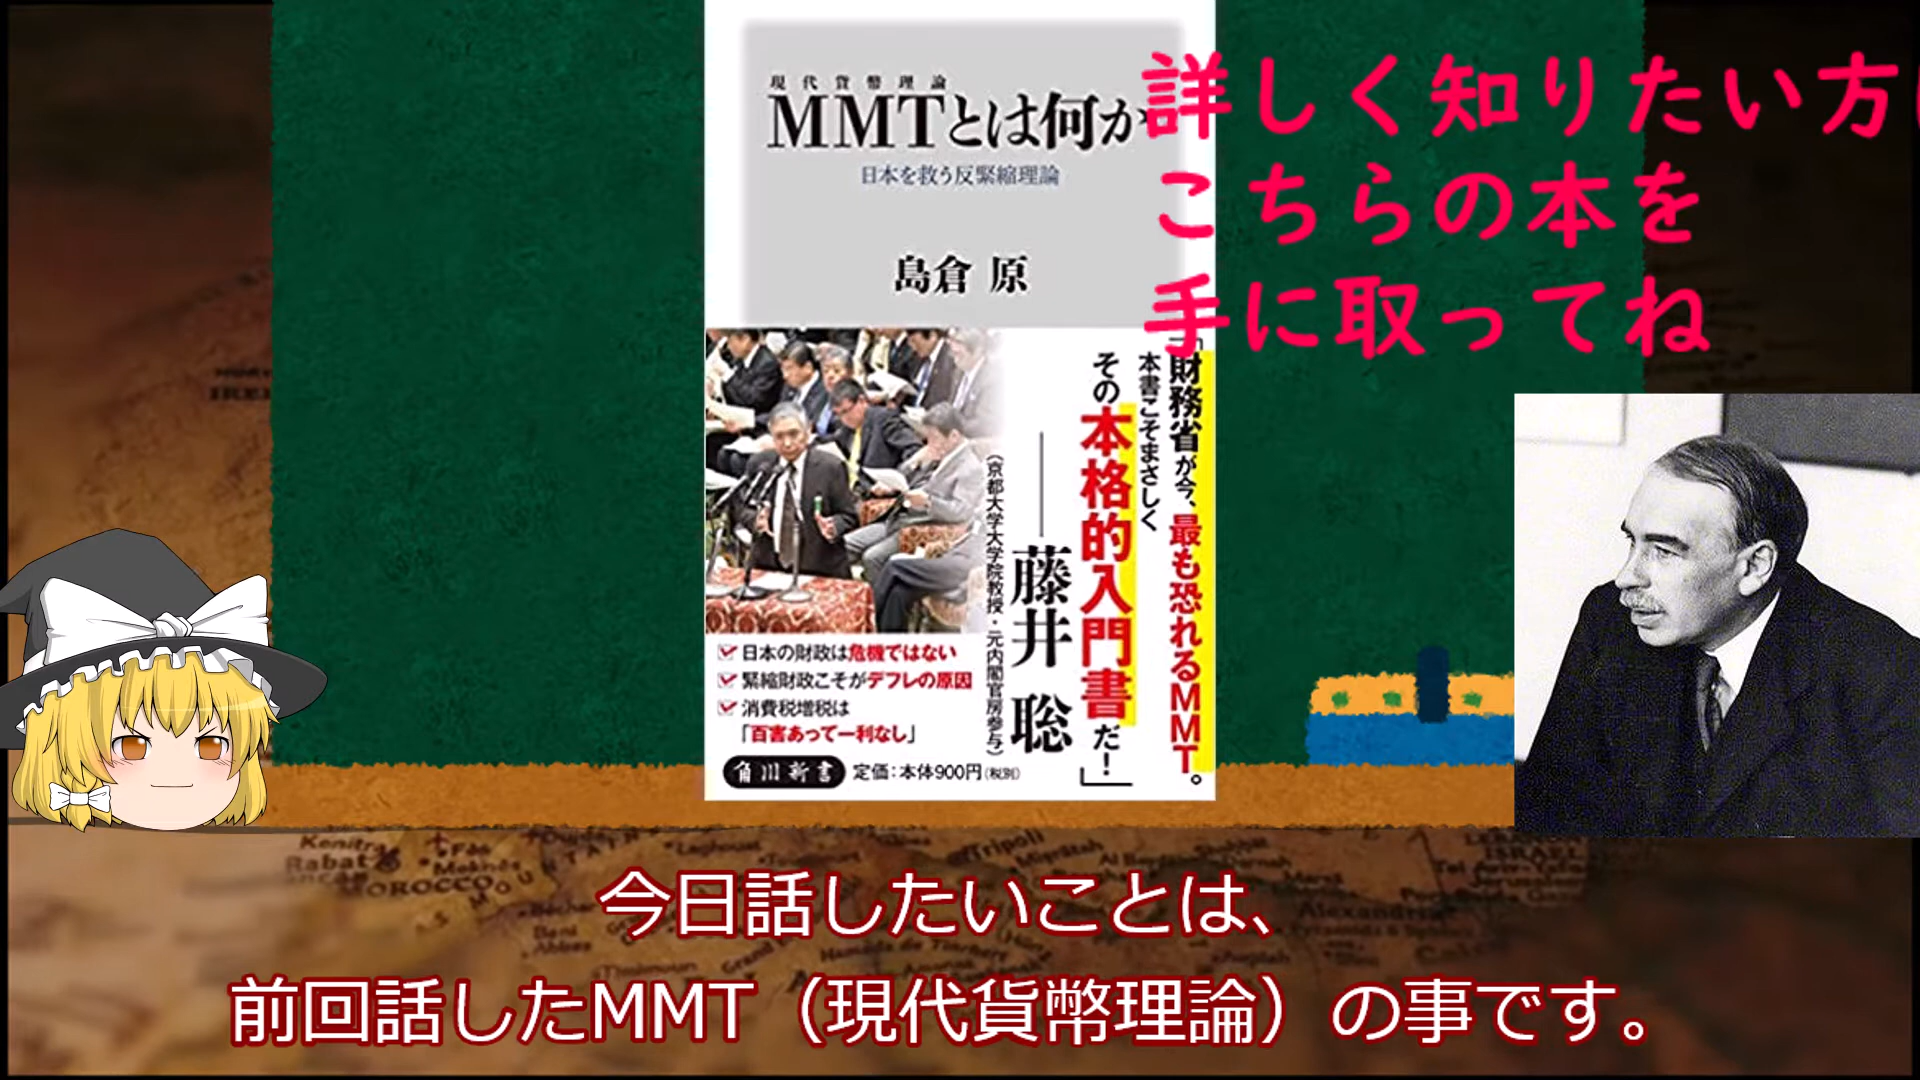 現代貨幣理論
MMTとは何か
日本を救う反緊縮理論
島倉 原
詳しく知りたい方は
こちらの本を
手に取ってね
「財務省が今、最も恐れるMMT。
本書こそまさしく
その本格的入門書だ!」
──藤井 聡
(京都大学大学院教授・元内閣官房参与)
日本の財政は危機ではない
緊縮財政こそがデフレの原因
消費税増税は
「百害あって一利なし」
角川新書 定価:本体900円(税別)
Kenitra
Rabat
Fès
Meknès
MOROCCO
Laghouat
Tripoli
Mişrātah
Alexandria
今日話したいことは、
前回話したMMT(現代貨幣理論)の事です。